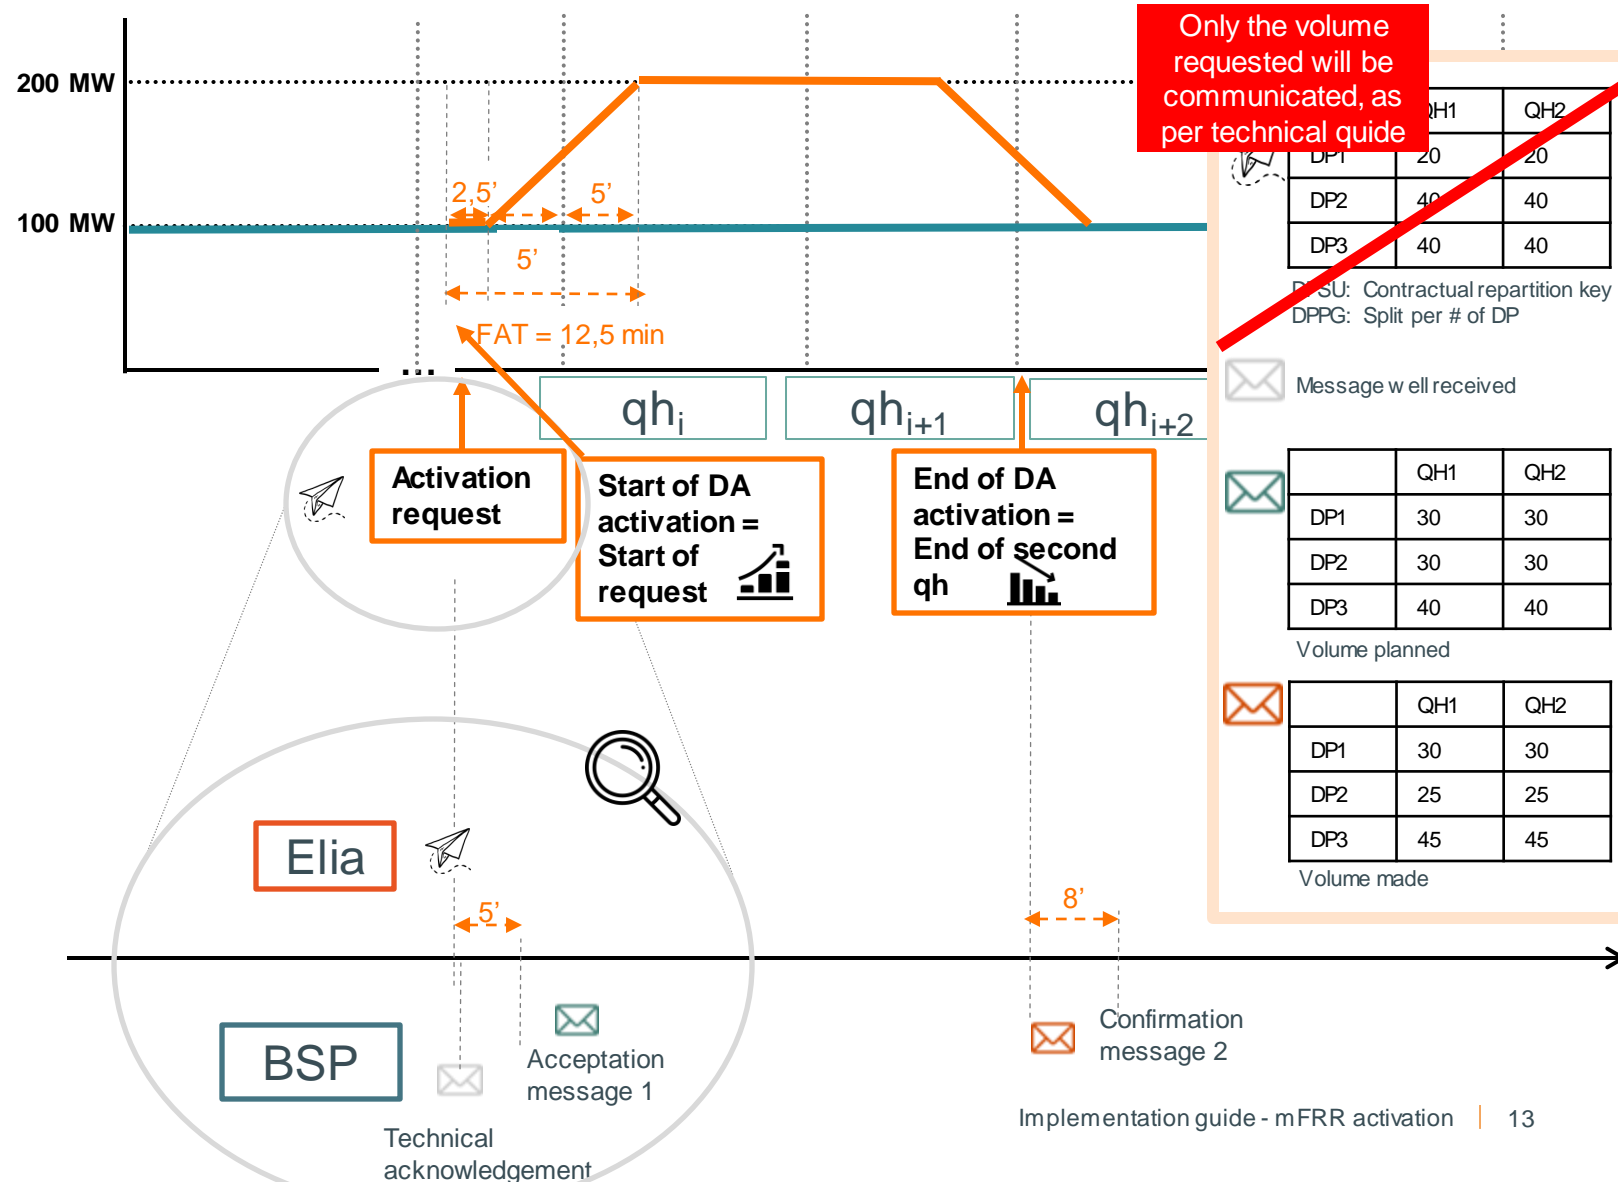 Only the volume
requested will be
communicated, as
per technical quide
200 MW
100 MW
2,5'
5'
5'
FAT = 12,5 min
...
qhi
qhi+1
qhi+2
Activation
request
Start of DA
activation =
Start of
request
End of DA
activation =
End of second
qh
QH1 QH2
DP1 20 20
DP2 40 40
DP3 40 40
DPSU: Contractual repartition key
DPPG: Split per # of DP
Message well received
QH1 QH2
DP1 30 30
DP2 30 30
DP3 40 40
Volume planned
QH1 QH2
DP1 30 30
DP2 25 25
DP3 45 45
Volume made
Elia
5'
8'
BSP
Acceptation
message 1
Technical
acknowledgement
Confirmation
message 2
Implementation guide - mFRR activation | 13